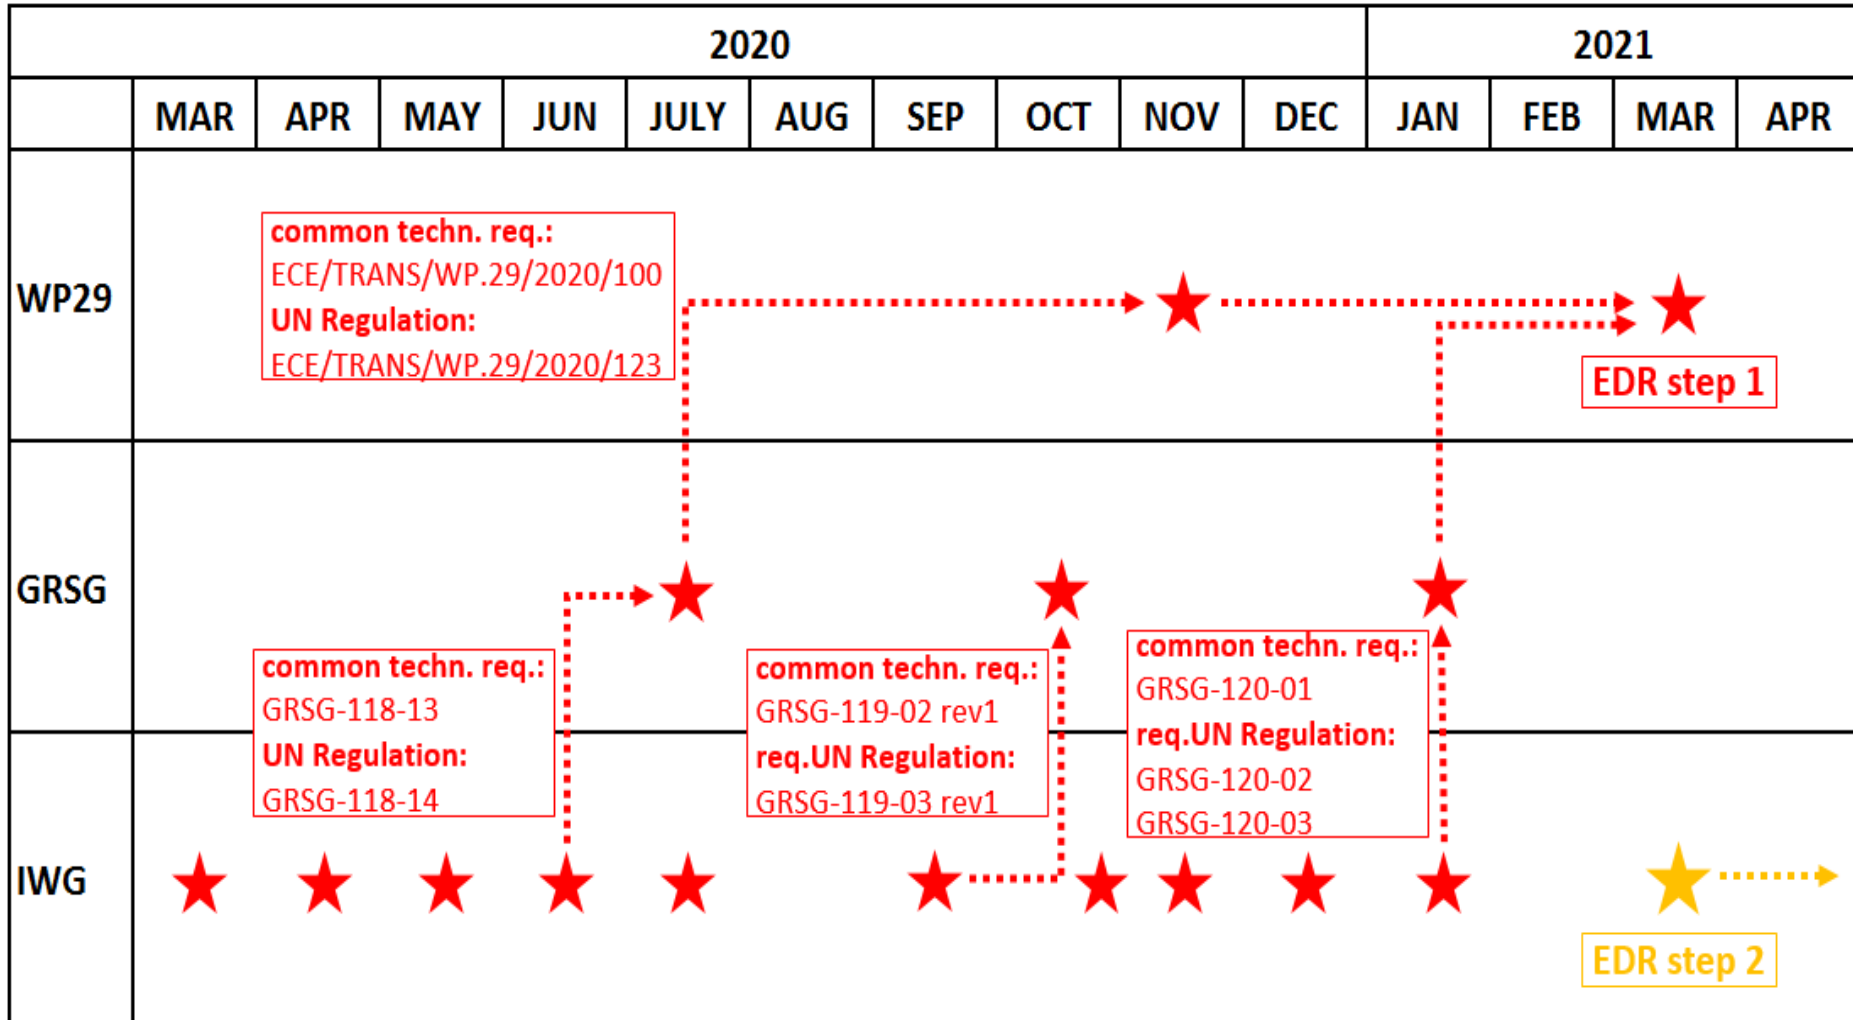 2020 2021
MAR APR MAY JUN JULY AUG SEP OCT NOV DEC JAN FEB MAR APR
WP29
common techn. req.:
ECE/TRANS/WP.29/2020/100
UN Regulation:
ECE/TRANS/WP.29/2020/123
EDR step 1
GRSG
common techn. req.:
GRSG-118-13
UN Regulation:
GRSG-118-14
common techn. req.:
GRSG-119-02 rev1
req.UN Regulation:
GRSG-119-03 rev1
common techn. req.:
GRSG-120-01
req.UN Regulation:
GRSG-120-02
GRSG-120-03
IWG
EDR step 2